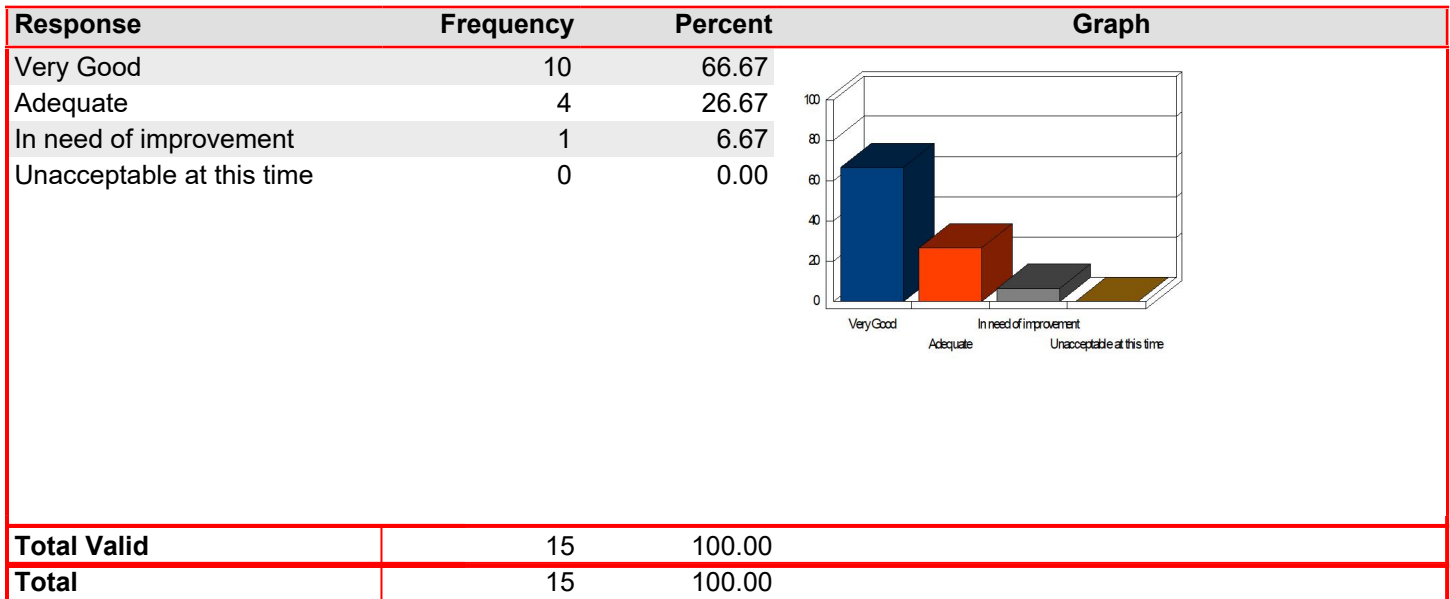 Response Frequency Percent Graph
Very Good 10 66.67
Adequate 4 26.67
In need of improvement 1 6.67
Unacceptable at this time 0 0.00
100
80
60
40
20
0
Very Good In need of improvement
Adequate Unacceptable at this time
Total Valid 15 100.00
Total 15 100.00